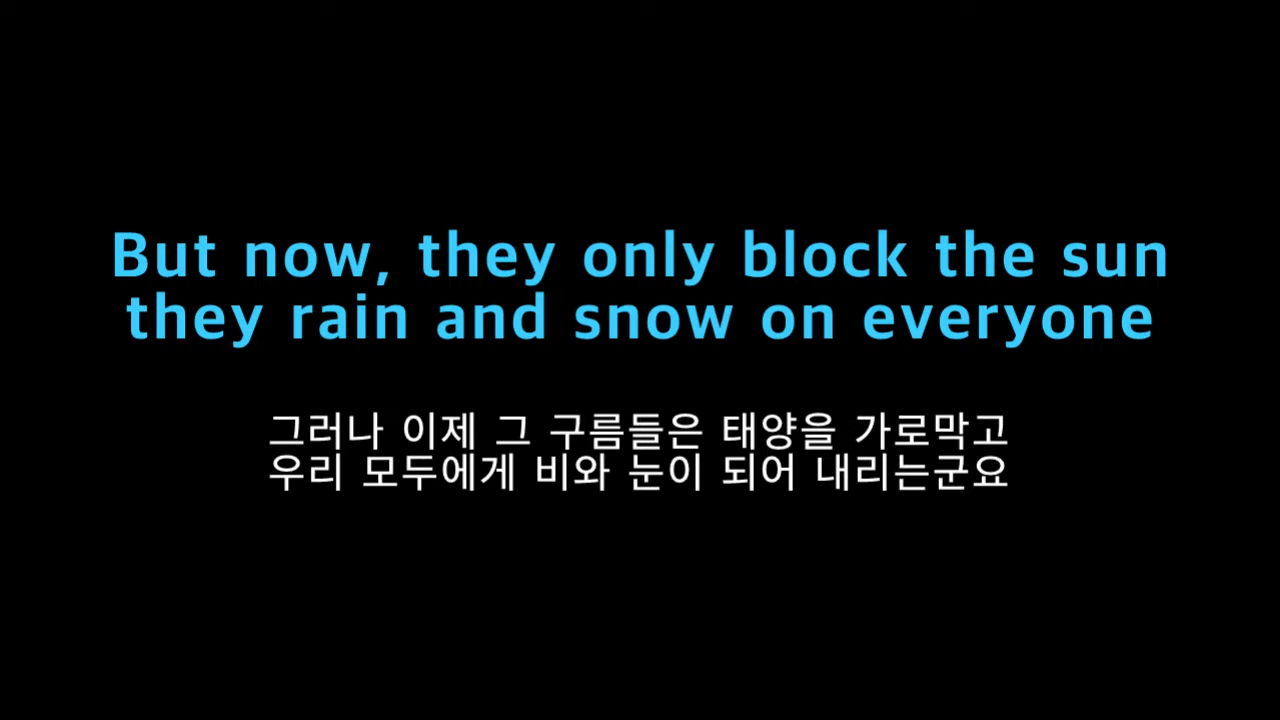 But now, they only block the sun
they rain and snow on everyone
그러나 이제 그 구름들은 태양을 가로막고
우리 모두에게 비와 눈이 되어 내리는군요